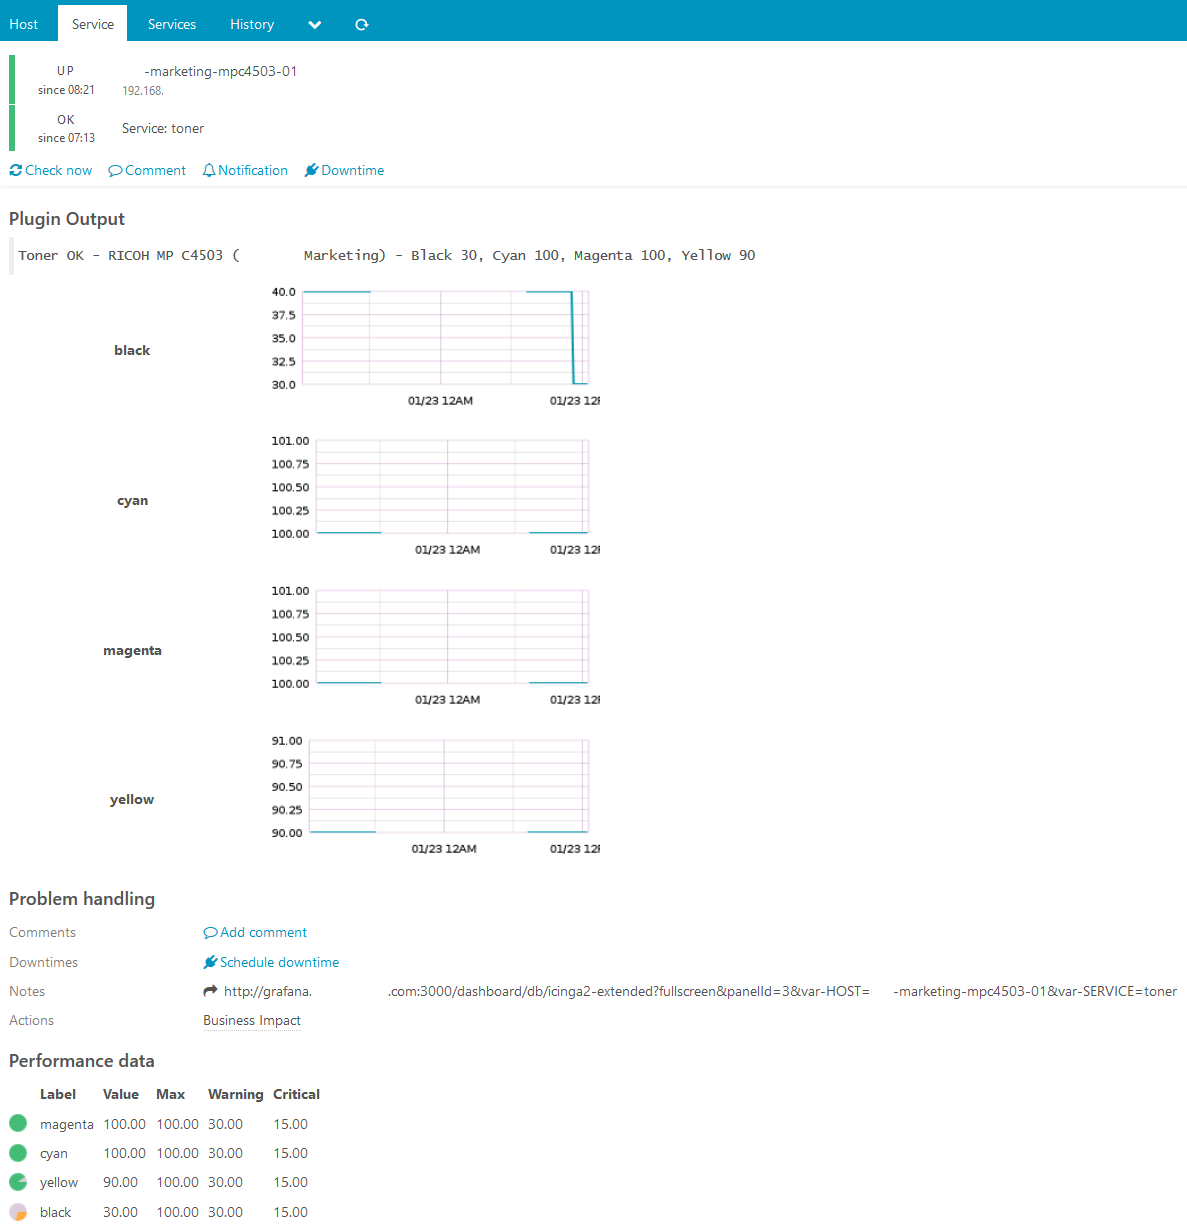 Host Service Services History
UP -marketing-mpc4503-01
since 08:21 192.168.
OK
since 07:13 Service: toner
Check now Comment Notification Downtime
Plugin Output
Toner OK - RICOH MP C4503 ( Marketing) - Black 30, Cyan 100, Magenta 100, Yellow 90
black
40.0
37.5
35.0
32.5
30.0
01/23 12AM 01/23 12
cyan
101.00
100.75
100.50
100.25
100.00
01/23 12AM 01/23 12
magenta
101.00
100.75
100.50
100.25
100.00
01/23 12AM 01/23 12
yellow
91.00
90.75
90.50
90.25
90.00
01/23 12AM 01/23 12
Problem handling
Comments Add comment
Downtimes Schedule downtime
Notes http://grafana. .com:3000/dashboard/db/icinga2-extended?fullscreen&panelId=3&var-HOST= -marketing-mpc4503-01&var-SERVICE=toner
Actions Business Impact
Performance data
Label Value Max Warning Critical
magenta 100.00 100.00 30.00 15.00
cyan 100.00 100.00 30.00 15.00
yellow 90.00 100.00 30.00 15.00
black 30.00 100.00 30.00 15.00